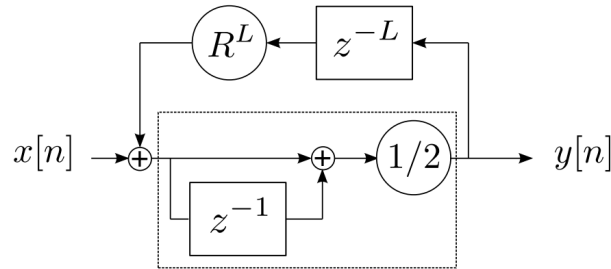 R^L
z^{-L}
x[n]
+
+
1/2
y[n]
z^{-1}